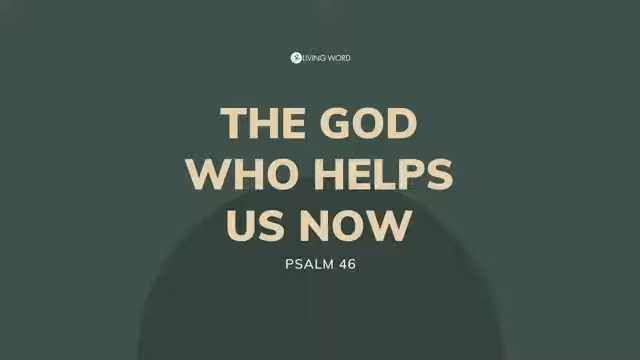 LIVING WORD
THE GOD
WHO HELPS
US NOW
PSALM 46